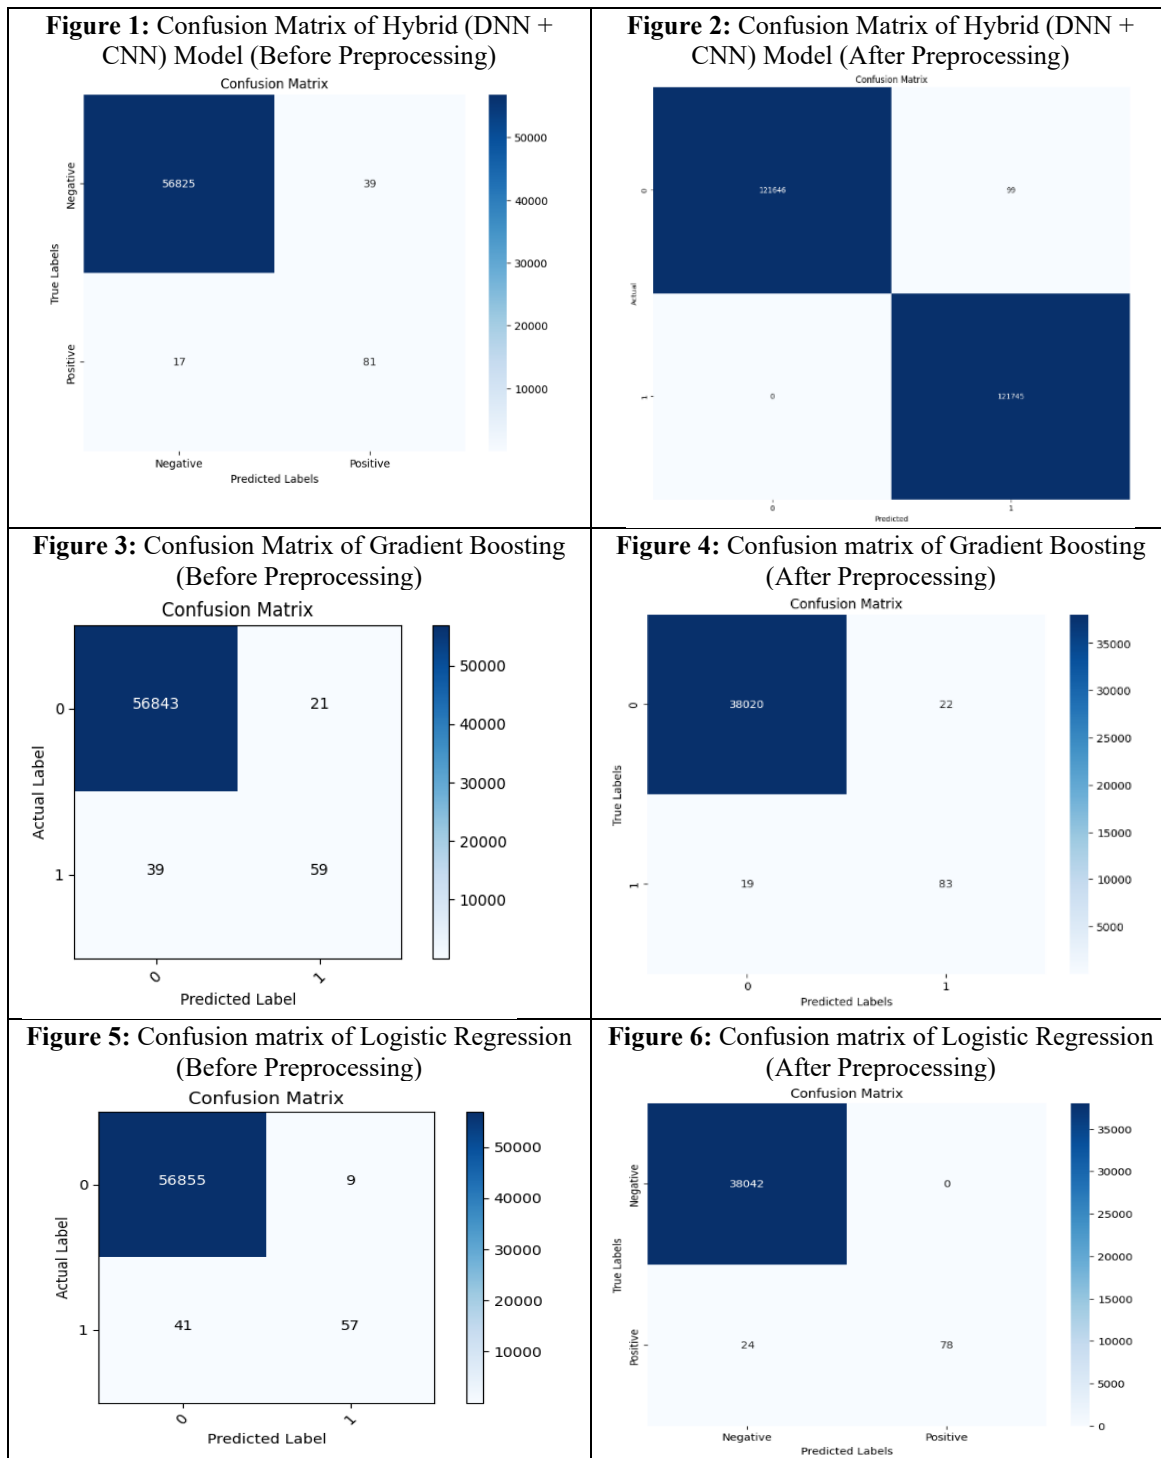 Figure 1: Confusion Matrix of Hybrid (DNN +
CNN) Model (Before Preprocessing)
Confusion Matrix
Negative
56825
39
True Labels
Positive
17
81
Negative
Positive
Predicted Labels
50000
40000
30000
20000
10000
Figure 2: Confusion Matrix of Hybrid (DNN +
CNN) Model (After Preprocessing)
Confusion Matrix
0
121646
99
Actual
1
0
121745
0
1
Predicted
Figure 3: Confusion Matrix of Gradient Boosting
(Before Preprocessing)
Confusion Matrix
0
56843
21
Actual Label
1
39
59
0
1
Predicted Label
50000
40000
30000
20000
10000
Figure 4: Confusion matrix of Gradient Boosting
(After Preprocessing)
Confusion Matrix
0
38020
22
True Labels
1
19
83
0
1
Predicted Labels
35000
30000
25000
20000
15000
10000
5000
Figure 5: Confusion matrix of Logistic Regression
(Before Preprocessing)
Confusion Matrix
0
56855
9
Actual Label
1
41
57
0
1
Predicted Label
50000
40000
30000
20000
10000
Figure 6: Confusion matrix of Logistic Regression
(After Preprocessing)
Confusion Matrix
Negative
38042
0
True Labels
Positive
24
78
Negative
Positive
Predicted Labels
35000
30000
25000
20000
15000
10000
5000
0